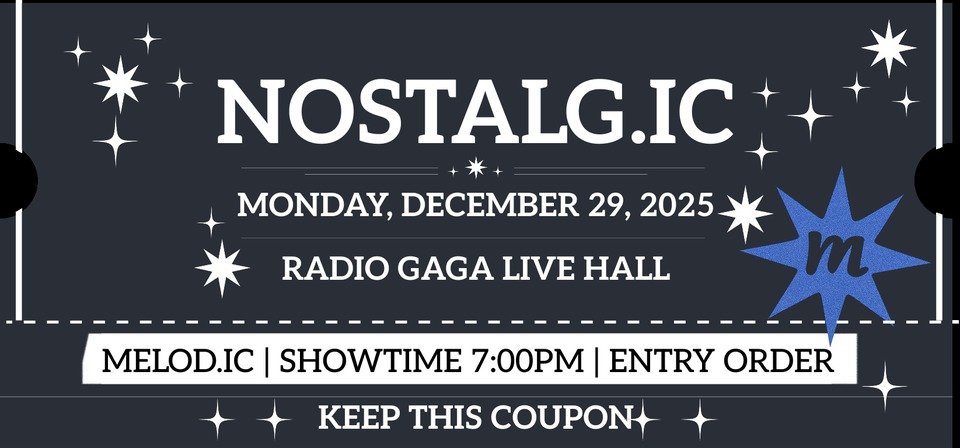 NOSTALG.IC
MONDAY, DECEMBER 29, 2025
RADIO GAGA LIVE HALL
m
MELOD.IC | SHOWTIME 7:00PM | ENTRY ORDER
KEEP THIS COUPON